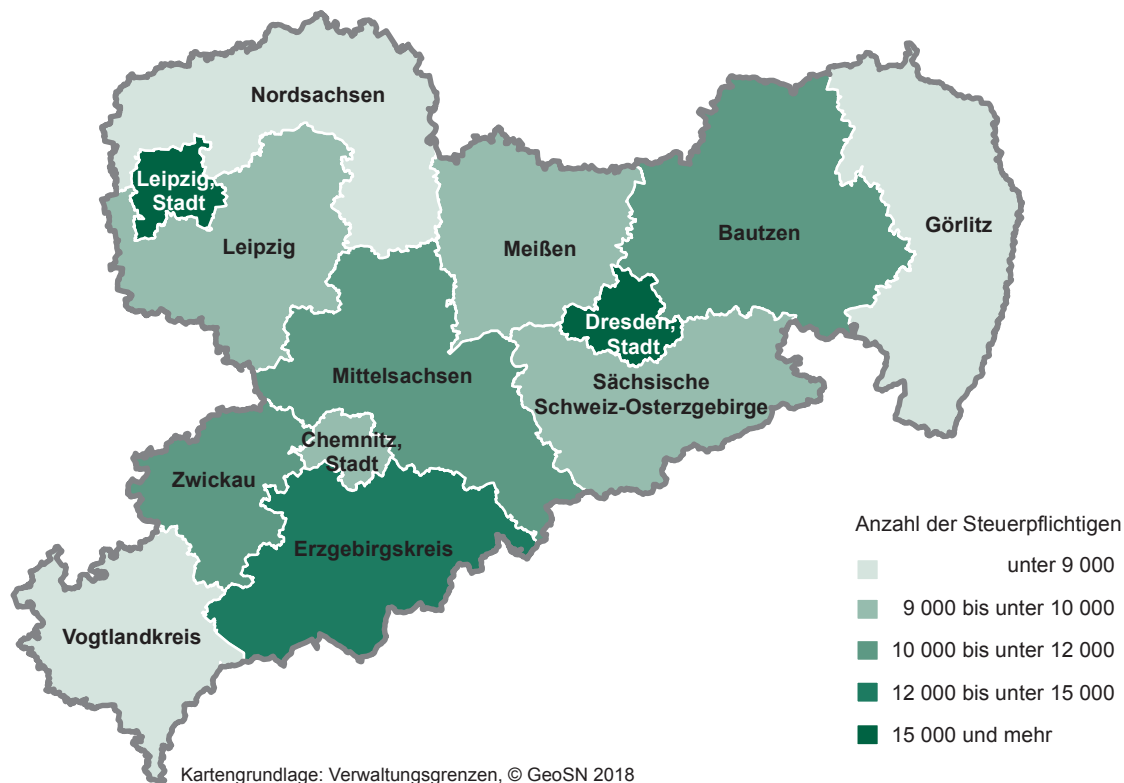 Nordsachsen
Leipzig,
Stadt
Leipzig
Meißen
Bautzen
Görlitz
Dresden,
Stadt
Mittelsachsen
Sächsische
Schweiz-Osterzgebirge
Chemnitz,
Stadt
Zwickau
Erzgebirgskreis
Vogtlandkreis
Anzahl der Steuerpflichtigen
unter 9 000
9 000 bis unter 10 000
10 000 bis unter 12 000
12 000 bis unter 15 000
15 000 und mehr
Kartengrundlage: Verwaltungsgrenzen, © GeoSN 2018